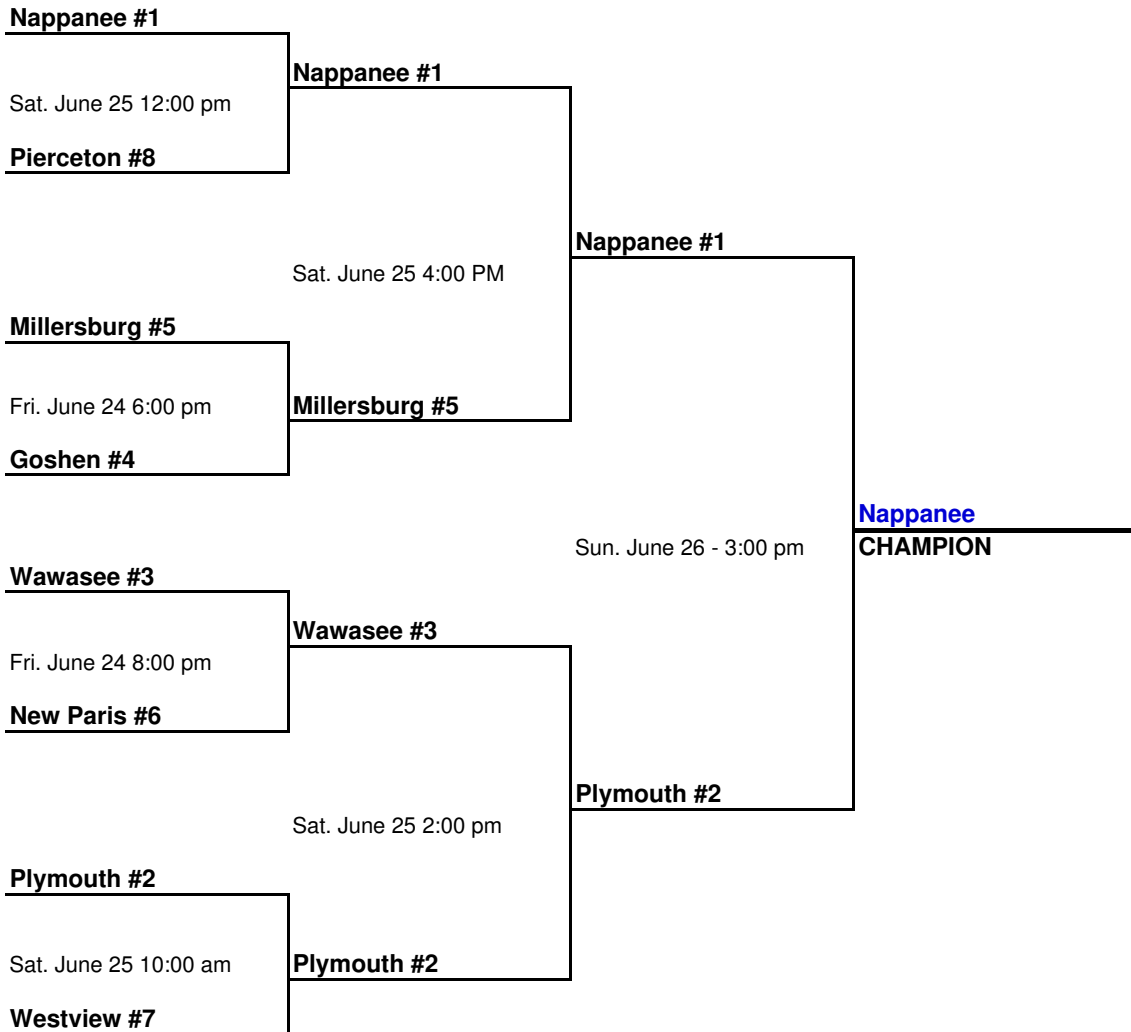 Nappanee #1
Nappanee #1
Sat. June 25 12:00 pm
Pierceton #8
Nappanee #1
Sat. June 25 4:00 PM
Millersburg #5
Fri. June 24 6:00 pm
Millersburg #5
Goshen #4
Nappanee
Sun. June 26 - 3:00 pm
CHAMPION
Wawasee #3
Wawasee #3
Fri. June 24 8:00 pm
New Paris #6
Plymouth #2
Sat. June 25 2:00 pm
Plymouth #2
Sat. June 25 10:00 am
Plymouth #2
Westview #7